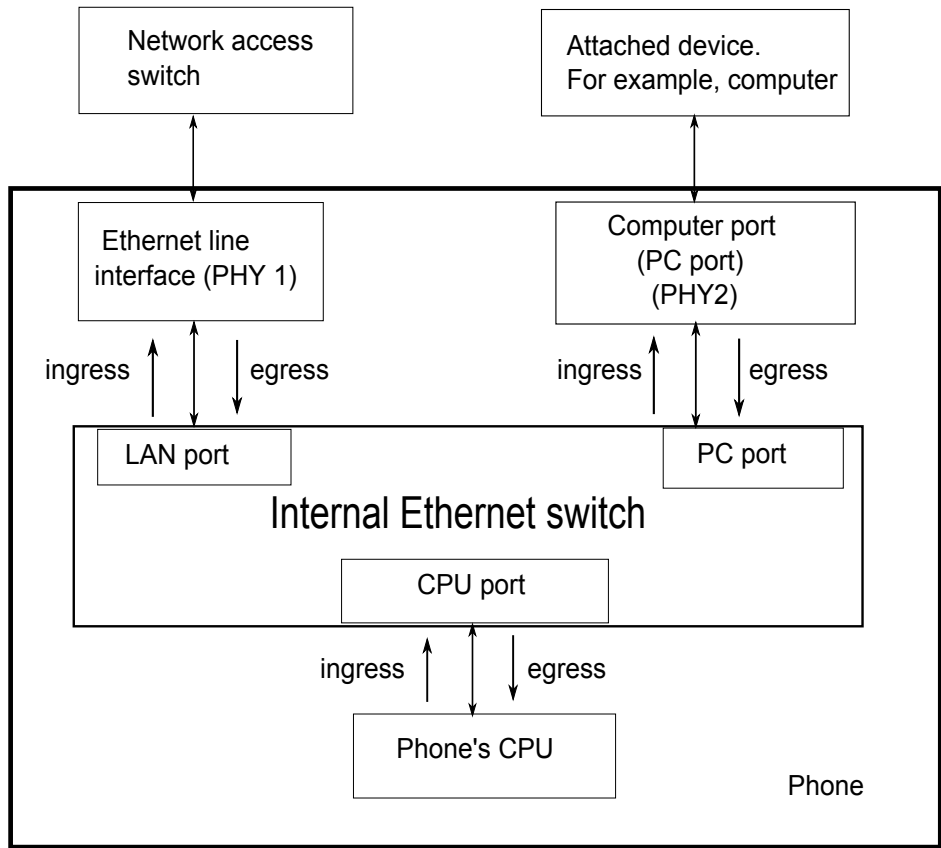 Network access
switch
Attached device.
For example, computer
Ethernet line
interface (PHY 1)
Computer port
(PC port)
(PHY2)
ingress
egress
ingress
egress
LAN port
PC port
Internal Ethernet switch
CPU port
ingress
egress
Phone's CPU
Phone